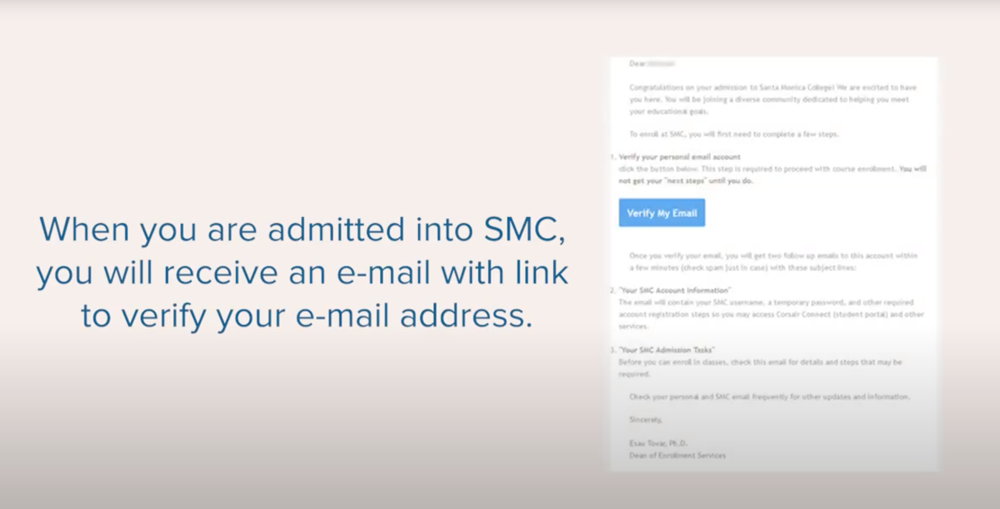 When you are admitted into SMC,
you will receive an e-mail with link
to verify your e-mail address.
Dear
Congratulations on your admission to Santa Monica College! We are excited to have
you here. You will be joining a diverse community dedicated to helping you meet
your educational goals.
To enroll at SMC, you will first need to complete a few steps.
1. Verify your personal email account
click the button below. This step is required to proceed with course enrollment. You will
not get your "next steps" until you do.
Verify My Email
Once you verify your email, you will get two follow up emails to this account within
a few minutes (check spam just in case) with these subject lines:
2. "Your SMC Account Information"
The email will contain your SMC username, a temporary password, and other required
account registration steps so you may access Corsair Connect (student portal) and other
services.
3. "Your SMC Admission Tasks"
Before you can enroll in classes, check this email for details and steps that may be
required.
Check your personal and SMC email frequently for other updates and information.
Sincerely,
Esau Tovar, Ph.D.
Dean of Enrollment Services